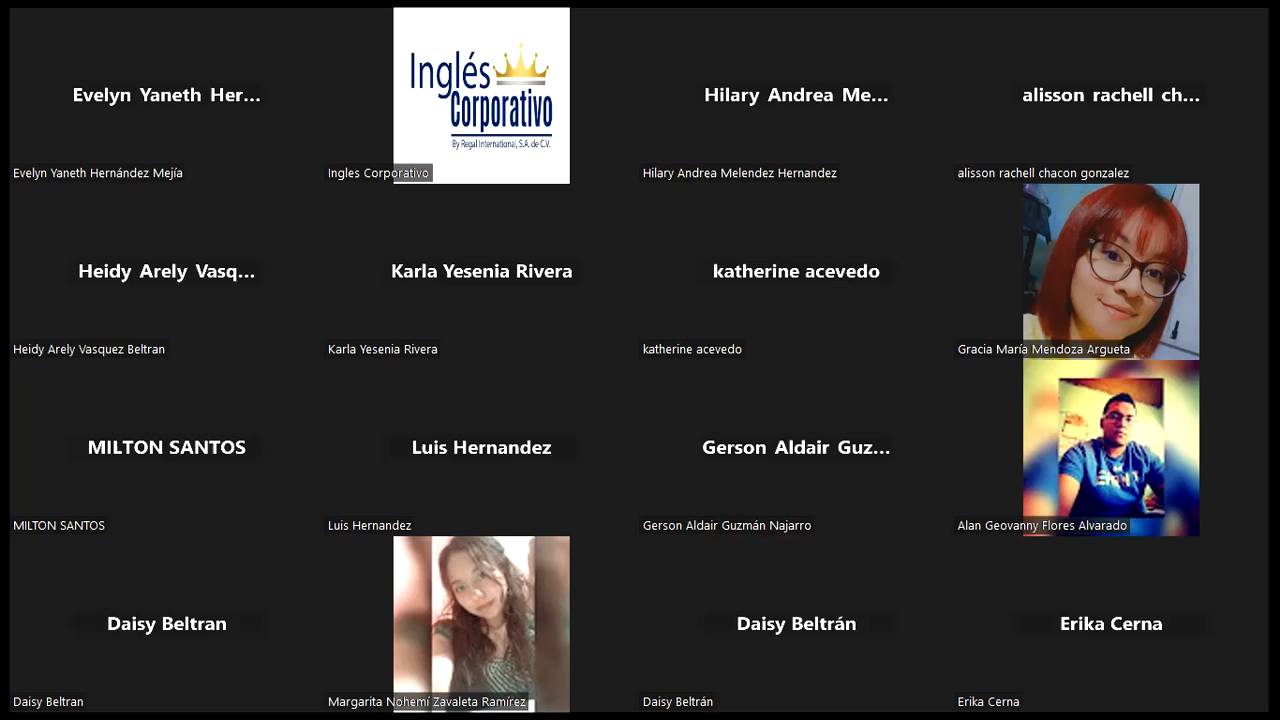 Evelyn Yaneth Her...
Evelyn Yaneth Hernández Mejía
Inglés
Corporativo
By Regal International, S.A. de C.V.
Ingles Corporativo
Hilary Andrea Me...
Hilary Andrea Melendez Hernandez
alisson rachell ch...
alisson rachell chacon gonzalez
Heidy Arely Vasq...
Heidy Arely Vasquez Beltran
Karla Yesenia Rivera
Karla Yesenia Rivera
katherine acevedo
katherine acevedo
Gracia María Mendoza Argueta
MILTON SANTOS
MILTON SANTOS
Luis Hernandez
Luis Hernandez
Gerson Aldair Guz...
Gerson Aldair Guzmán Najarro
Alan Geovanny Flores Alvarado
Daisy Beltran
Daisy Beltran
Margarita Nohemí Zavaleta Ramírez
Daisy Beltrán
Daisy Beltrán
Erika Cerna
Erika Cerna